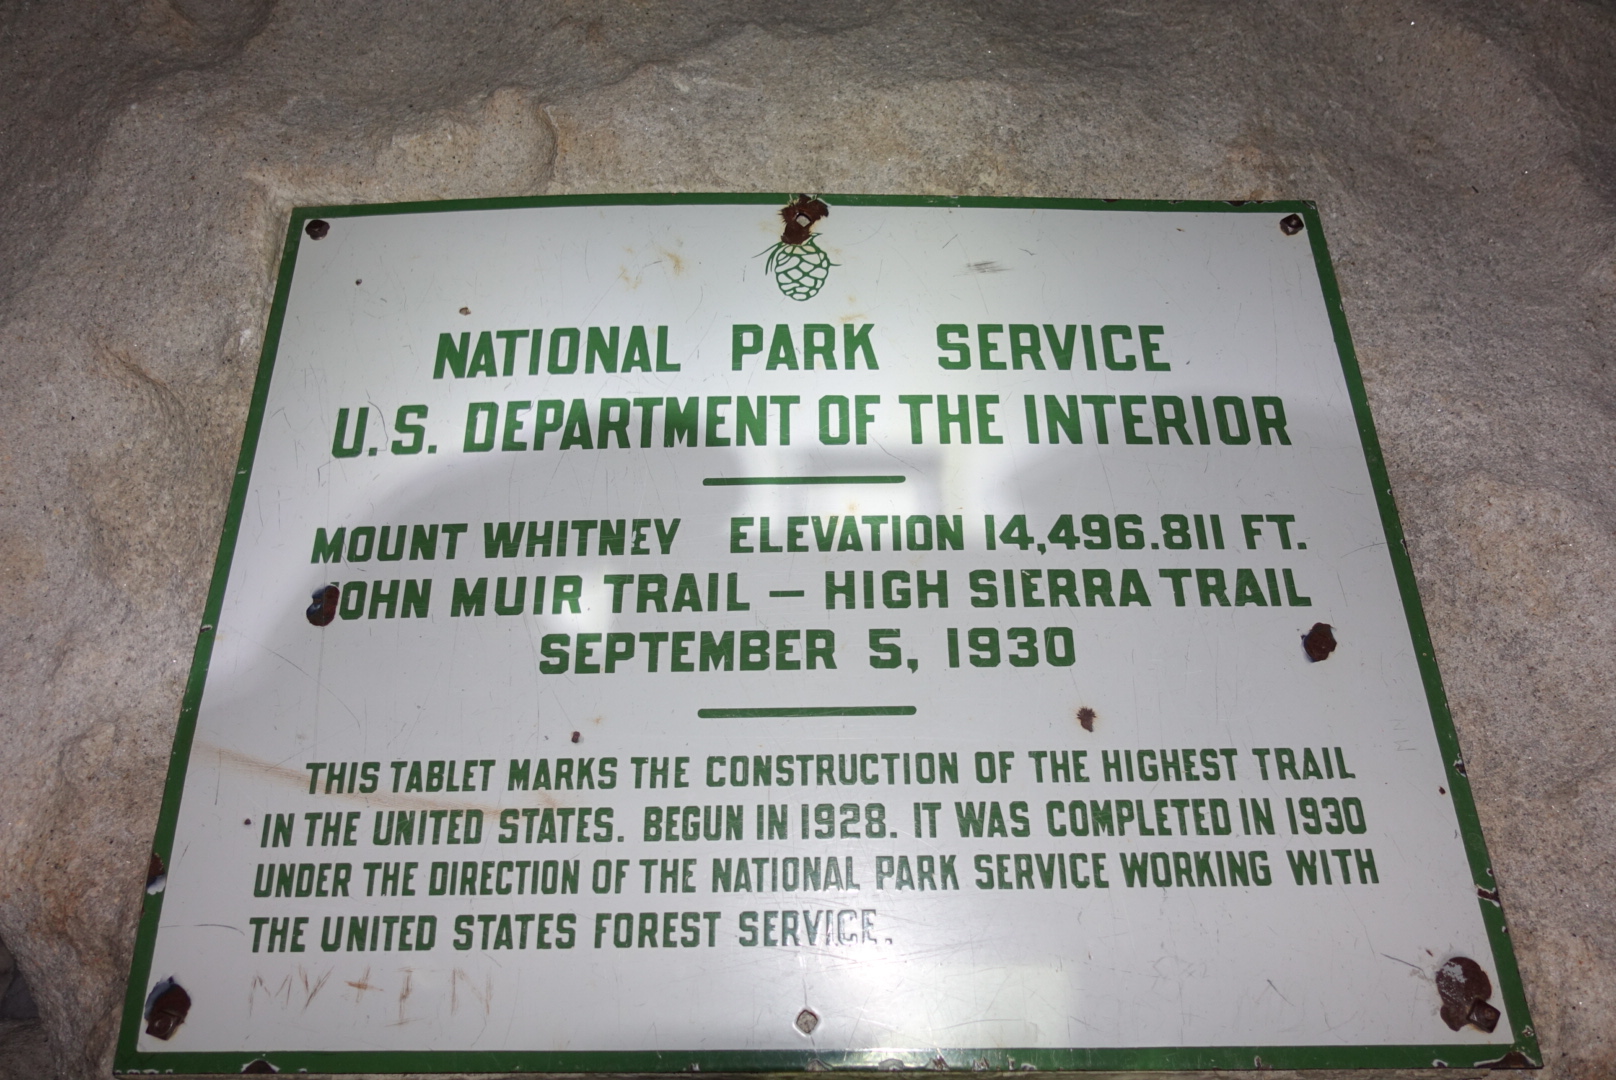 NATIONAL PARK SERVICE
U.S. DEPARTMENT OF THE INTERIOR
MOUNT WHITNEY ELEVATION 14,496.811 FT.
JOHN MUIR TRAIL – HIGH SIERRA TRAIL
SEPTEMBER 5, 1930
THIS TABLET MARKS THE CONSTRUCTION OF THE HIGHEST TRAIL
IN THE UNITED STATES. BEGUN IN 1928. IT WAS COMPLETED IN 1930
UNDER THE DIRECTION OF THE NATIONAL PARK SERVICE WORKING WITH
THE UNITED STATES FOREST SERVICE.